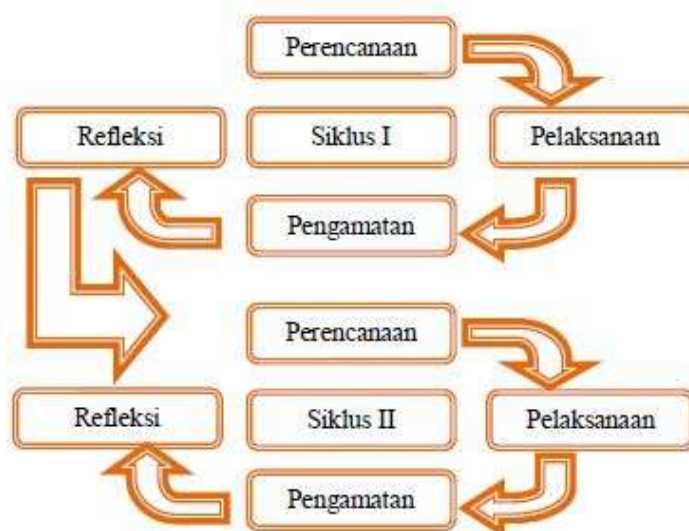 Perencanaan
Refleksi
Siklus I
Pelaksanaan
Pengamatan
Perencanaan
Refleksi
Siklus II
Pelaksanaan
Pengamatan